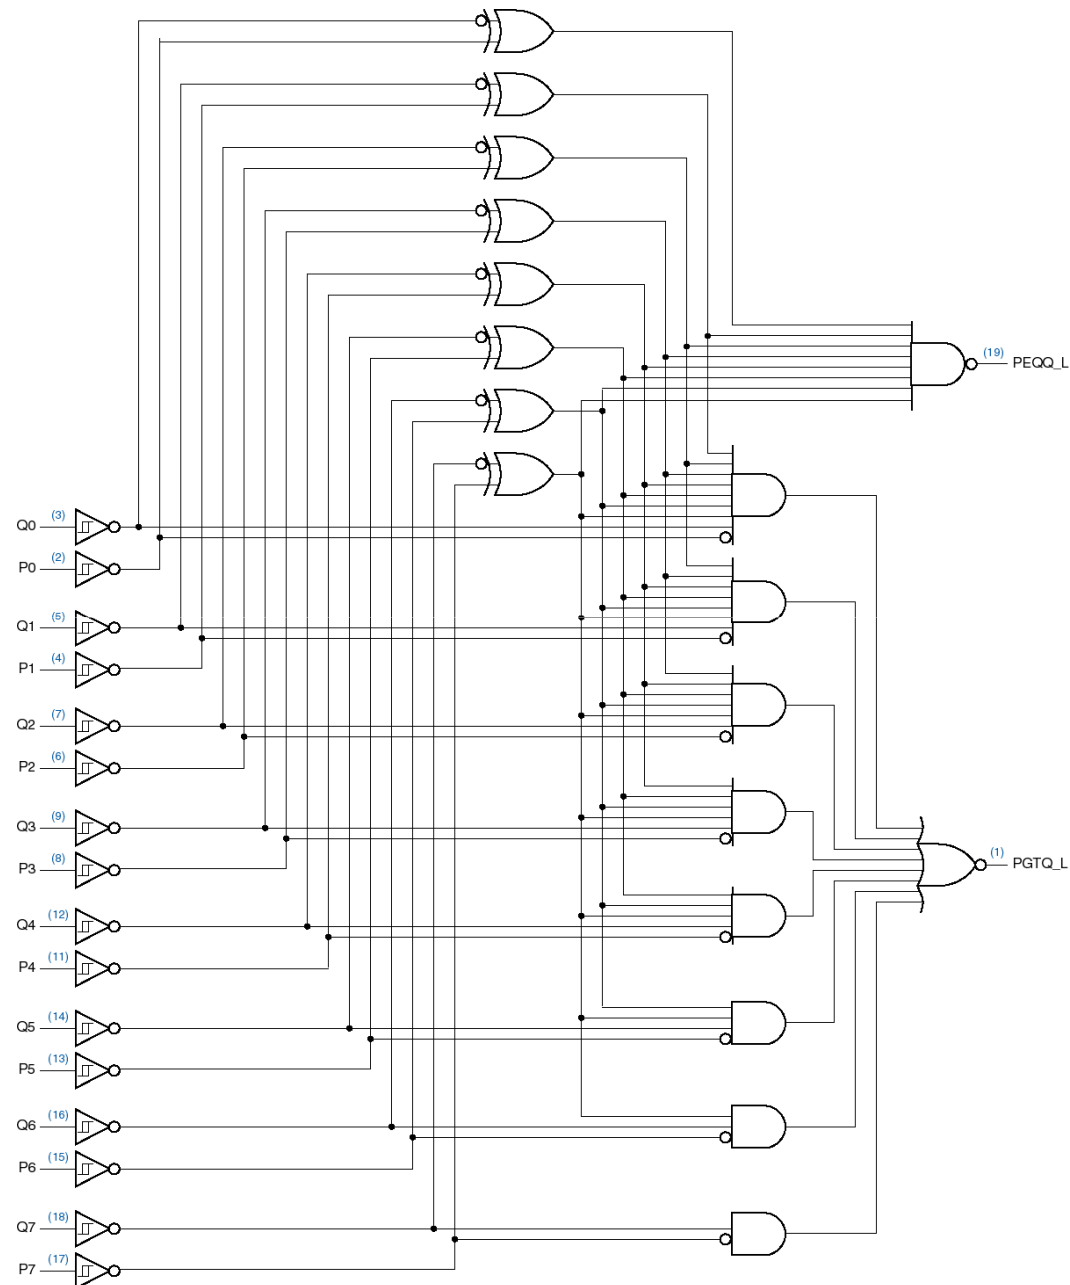 (19)
PEQQ_L
Q0 (3)
P0 (2)
Q1 (5)
P1 (4)
Q2 (7)
P2 (6)
Q3 (9)
P3 (8)
(1)
PGTQ_L
Q4 (12)
P4 (11)
Q5 (14)
P5 (13)
Q6 (16)
P6 (15)
Q7 (18)
P7 (17)